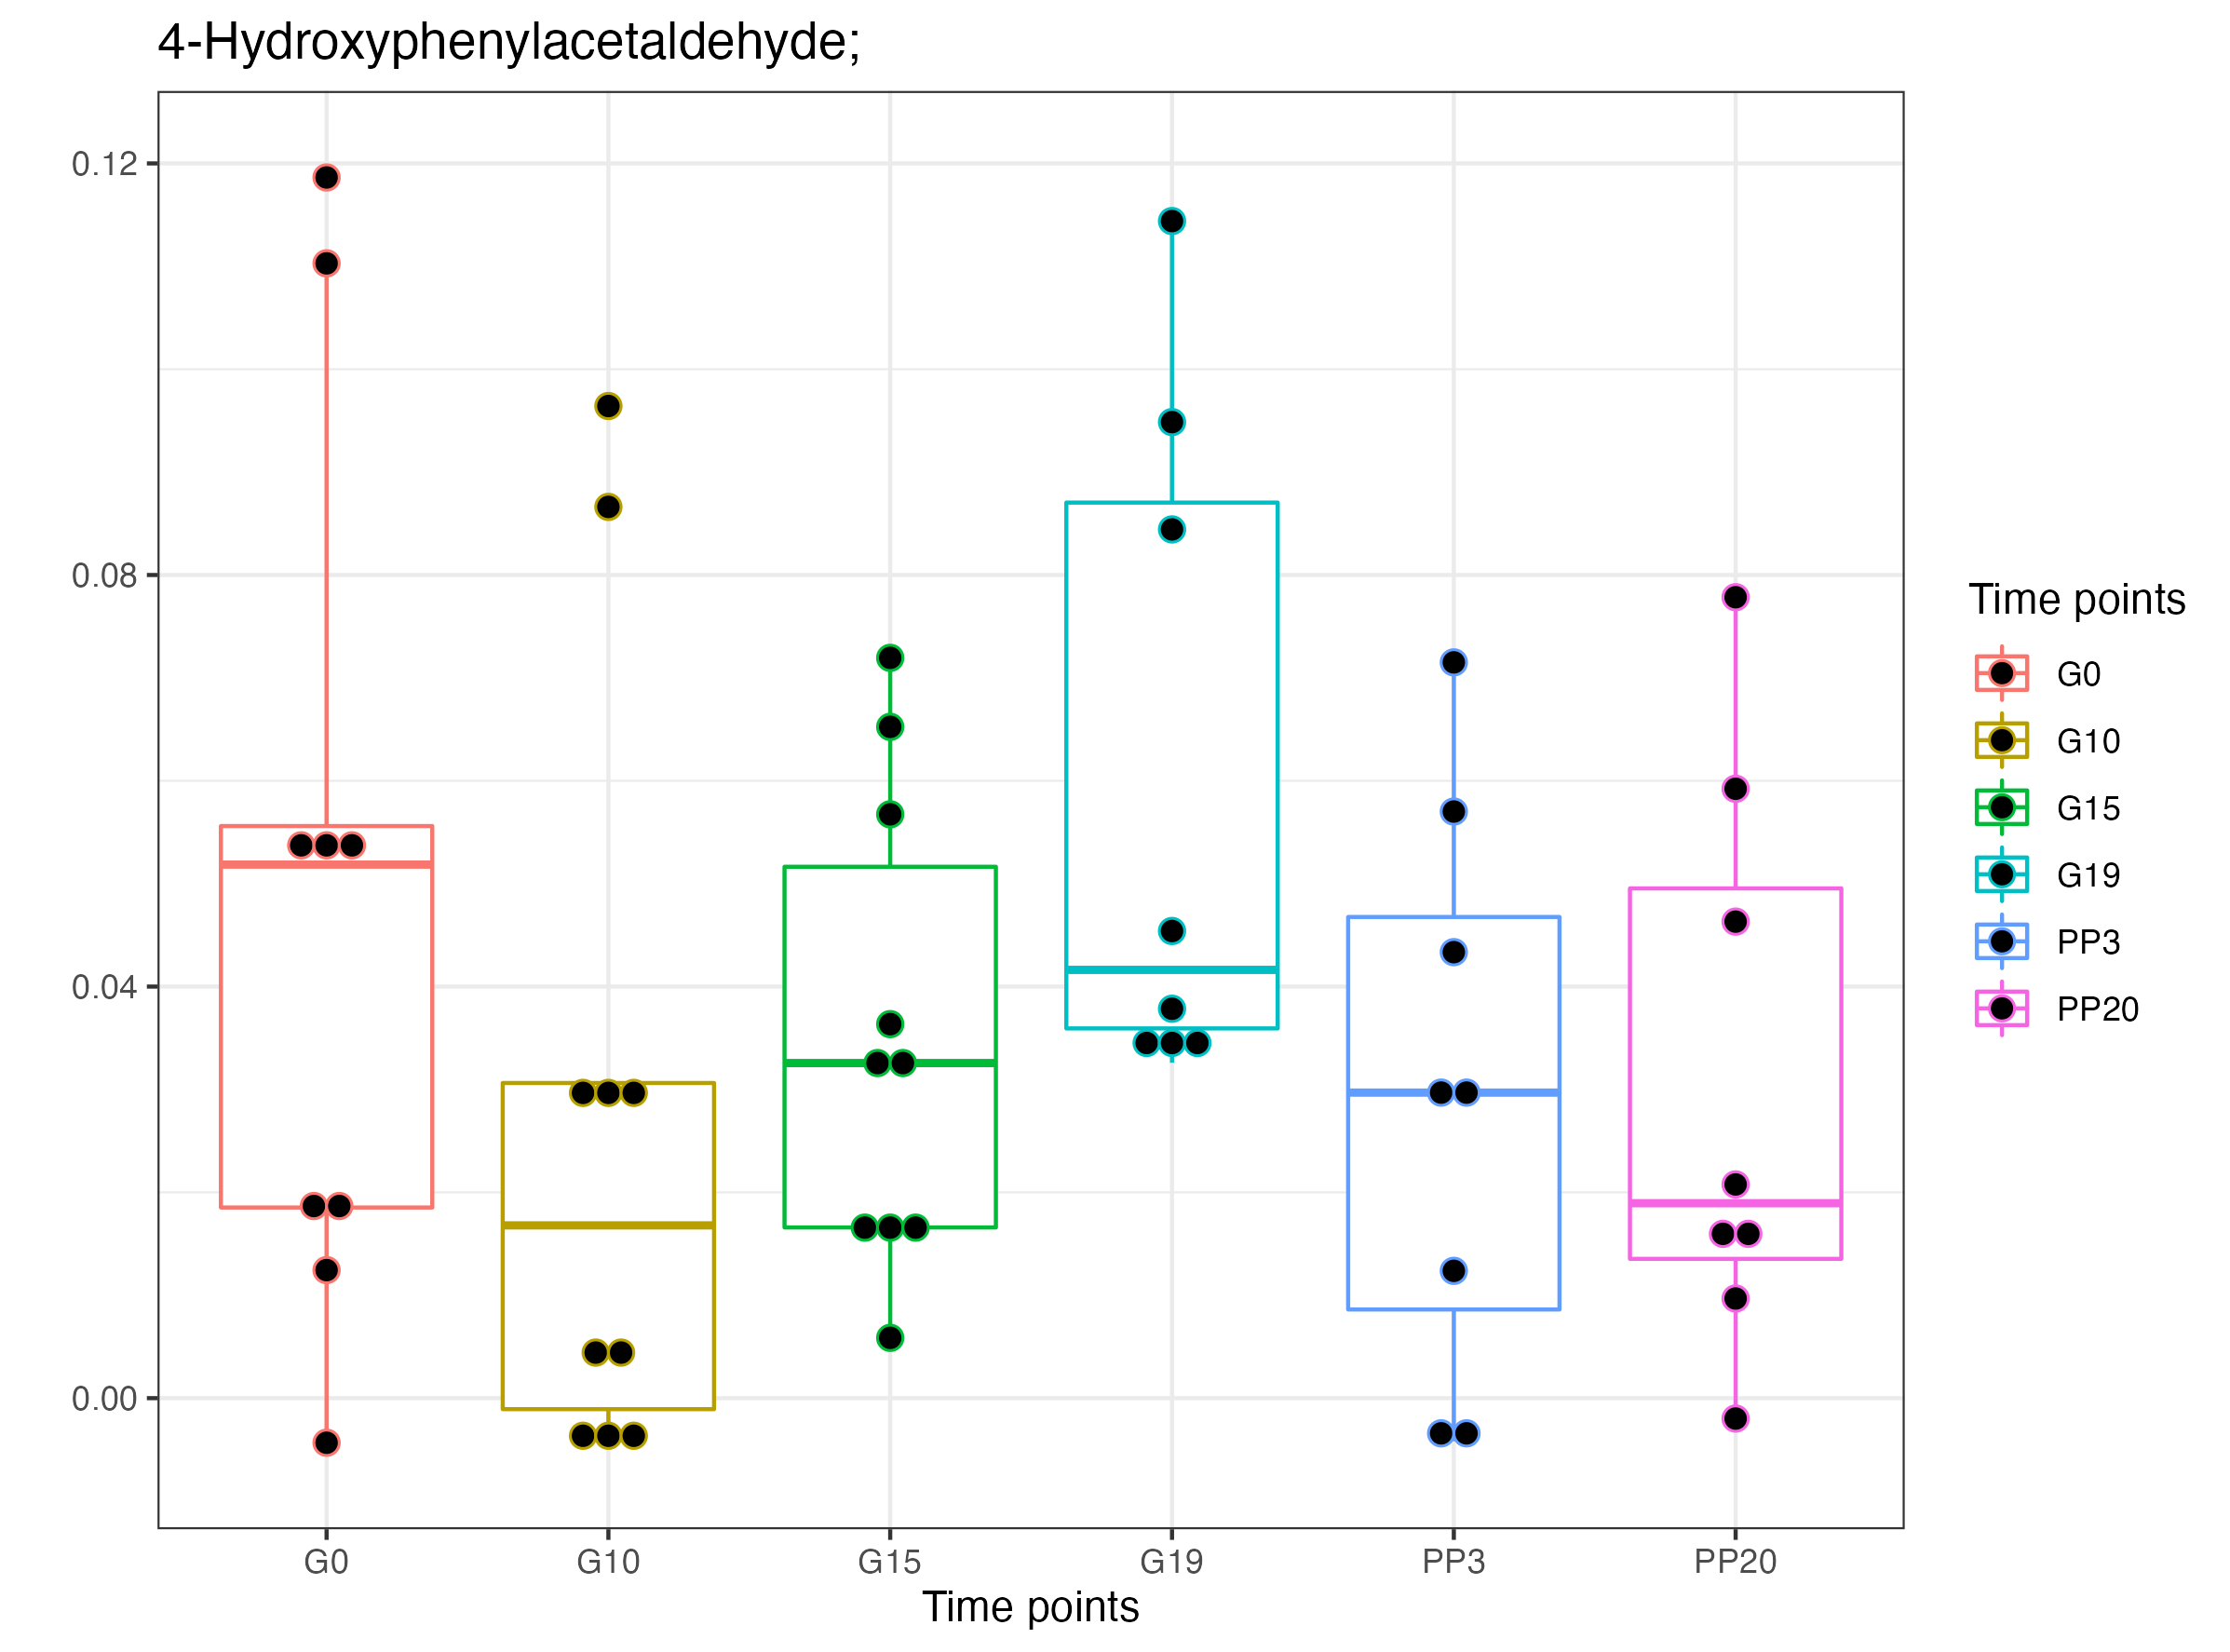 4-Hydroxyphenylacetaldehyde;
0.12
0.08
0.04
0.00
G0 G10 G15 G19 PP3 PP20
Time points
Time points
G0
G10
G15
G19
PP3
PP20